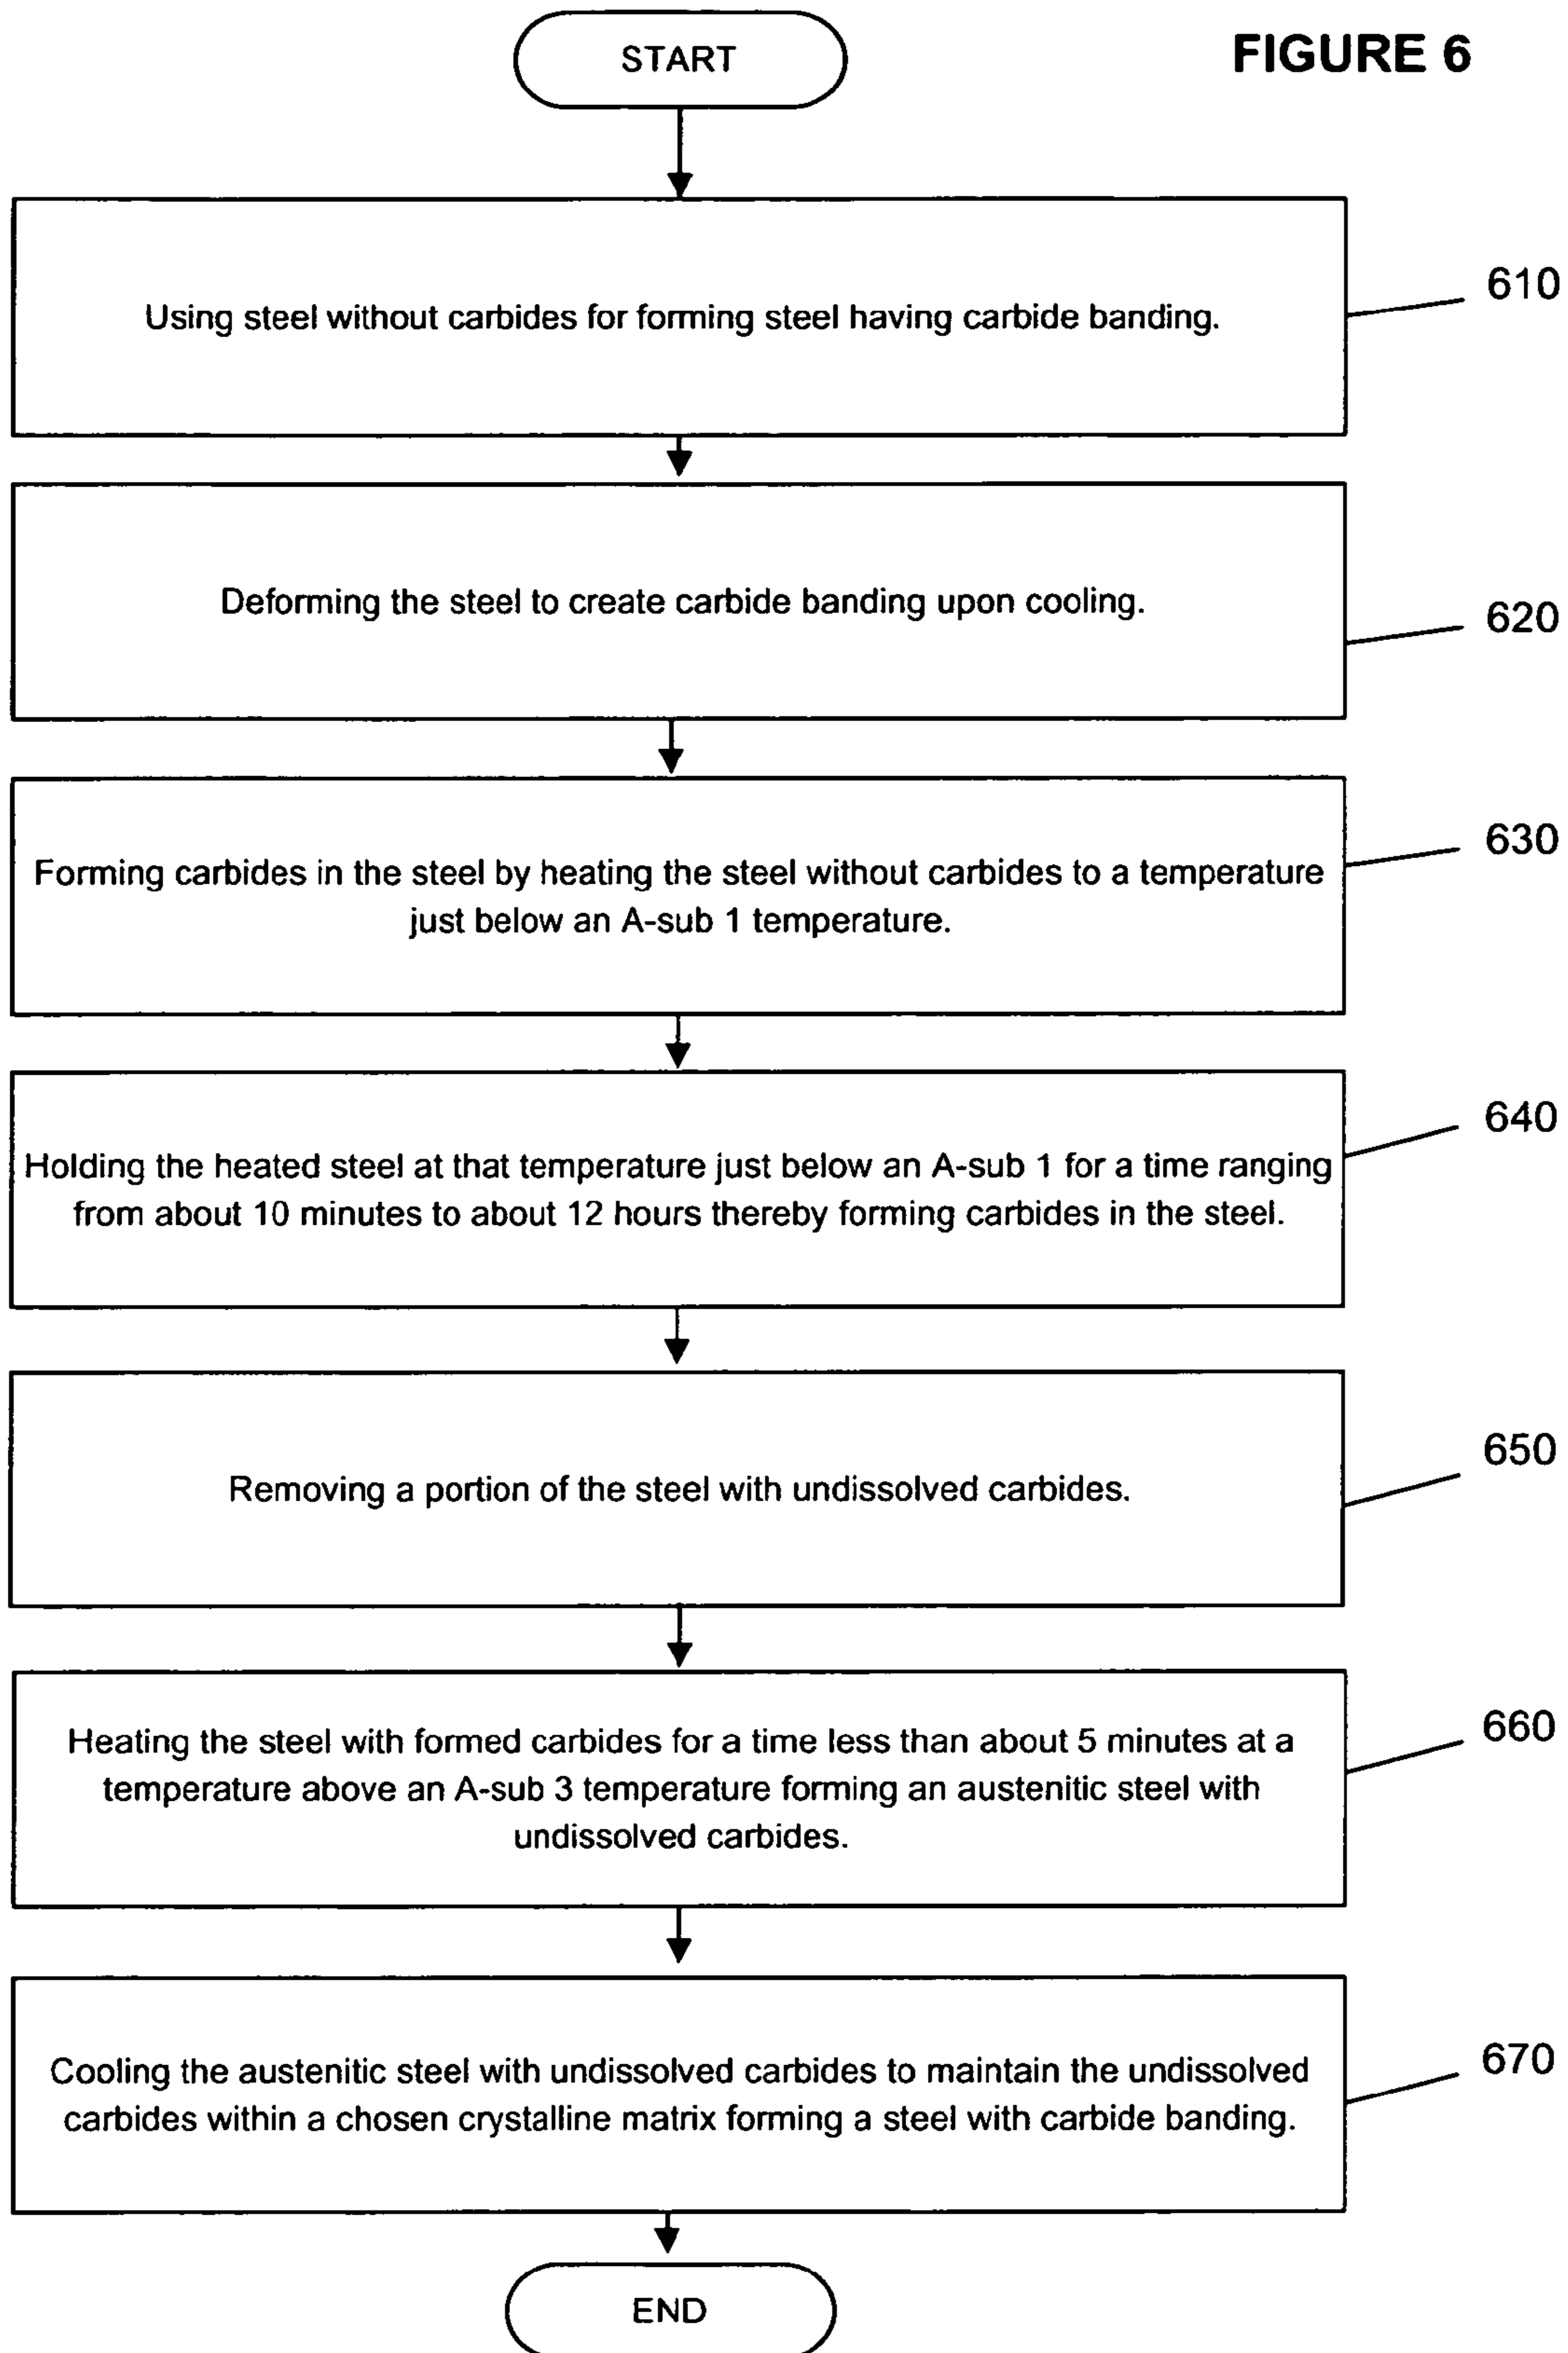 START
FIGURE 6
Using steel without carbides for forming steel having carbide banding.
610
Deforming the steel to create carbide banding upon cooling.
620
Forming carbides in the steel by heating the steel without carbides to a temperature
just below an A-sub 1 temperature.
630
Holding the heated steel at that temperature just below an A-sub 1 for a time ranging
from about 10 minutes to about 12 hours thereby forming carbides in the steel.
640
Removing a portion of the steel with undissolved carbides.
650
Heating the steel with formed carbides for a time less than about 5 minutes at a
temperature above an A-sub 3 temperature forming an austenitic steel with
undissolved carbides.
660
Cooling the austenitic steel with undissolved carbides to maintain the undissolved
carbides within a chosen crystalline matrix forming a steel with carbide banding.
670
END